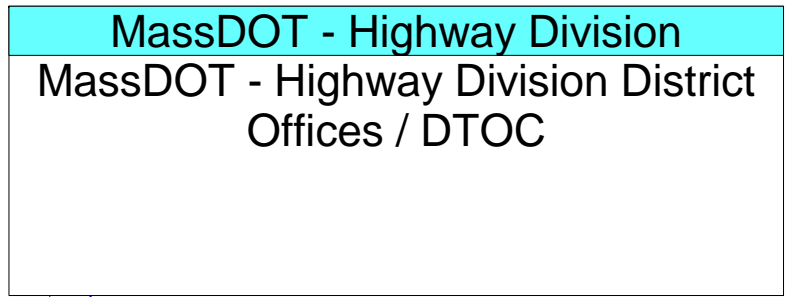 MassDOT - Highway Division
MassDOT - Highway Division District
Offices / DTOC